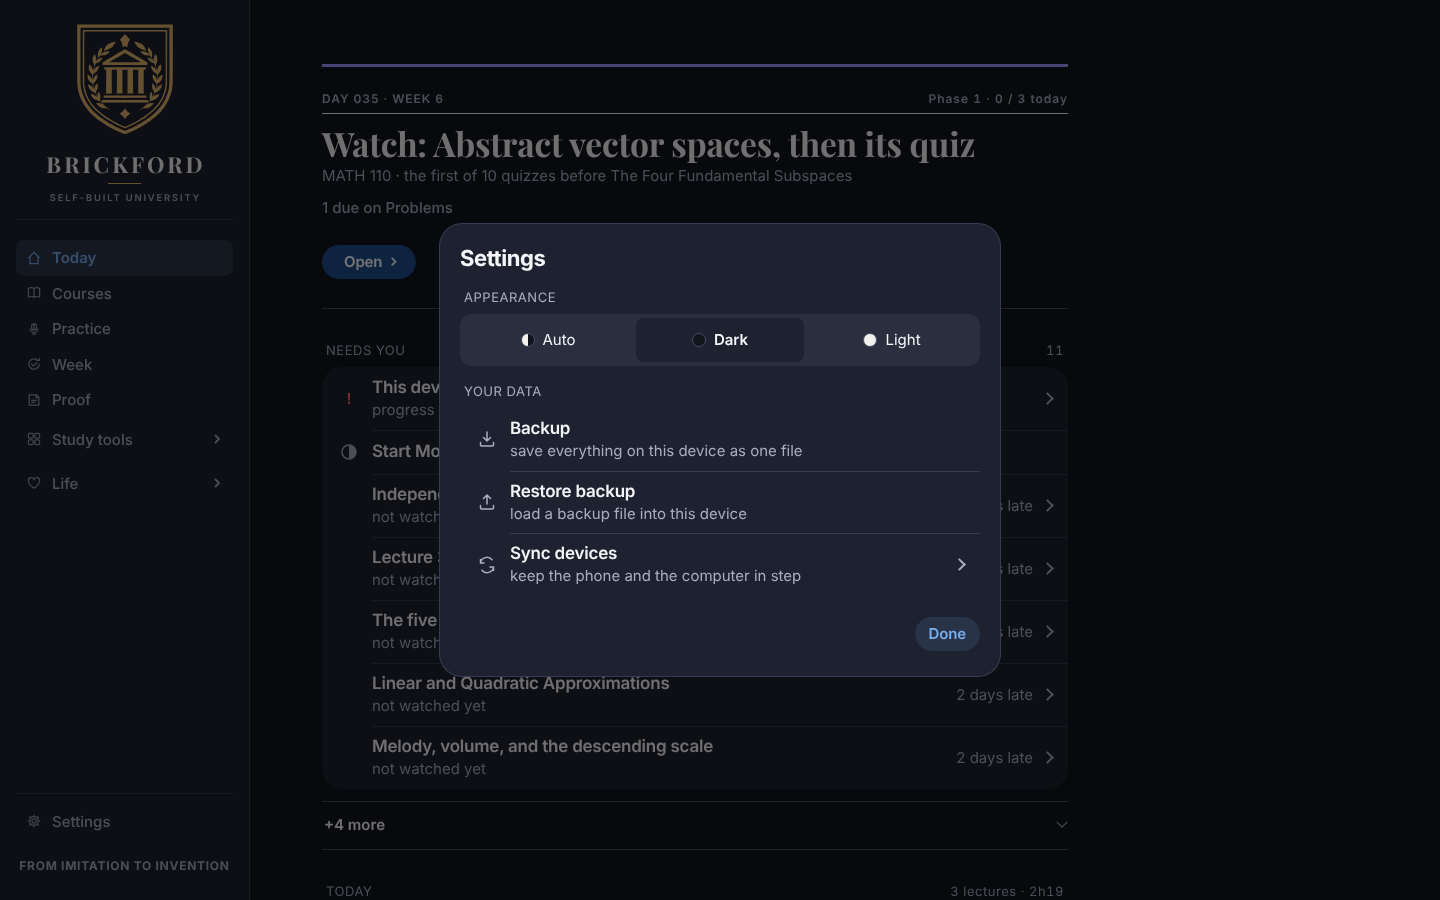 BRICKFORD
SELF-BUILT UNIVERSITY
Today
Courses
Practice
Week
Proof
Study tools
Life
Settings
FROM IMITATION TO INVENTION
DAY 035 · WEEK 6
Phase 1 · 0 / 3 today
Watch: Abstract vector spaces, then its quiz
MATH 110 · the first of 10 quizzes before The Four Fundamental Subspaces
1 due on Problems
Open
NEEDS YOU
11
This dev
!
progress
Start Mo
Indepen
not watch
s late
Lecture
not watch
s late
The five
not watch
s late
Linear and Quadratic Approximations
not watched yet
2 days late
Melody, volume, and the descending scale
not watched yet
2 days late
+4 more
TODAY
3 lectures · 2h19
Settings
APPEARANCE
Auto
Dark
Light
YOUR DATA
Backup
save everything on this device as one file
Restore backup
load a backup file into this device
Sync devices
keep the phone and the computer in step
Done